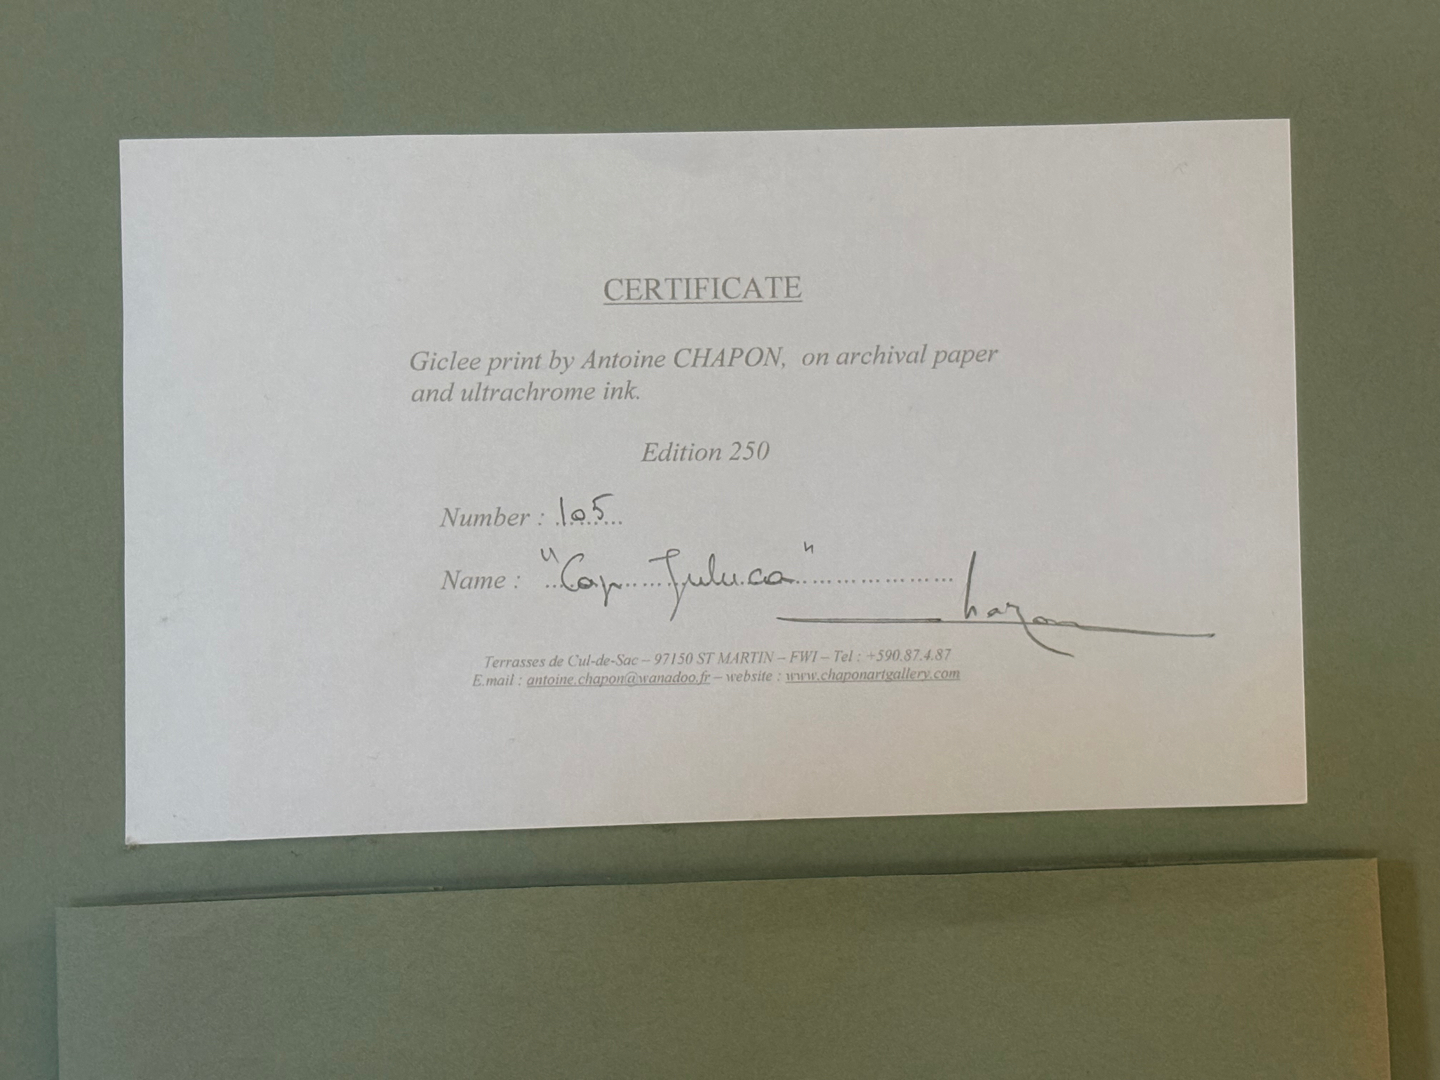 CERTIFICATE
Giclee print by Antoine CHAPON, on archival paper
and ultrachrome ink.
Edition 250
Number : 105
Name : "Cap Juluca"
Chapon
Terrasses de Cul-de-Sac – 97150 ST MARTIN – FWI – Tel : +590.87.4.87
E.mail : antoine.chapon@wanadoo.fr – website : www.chaponartgallery.com